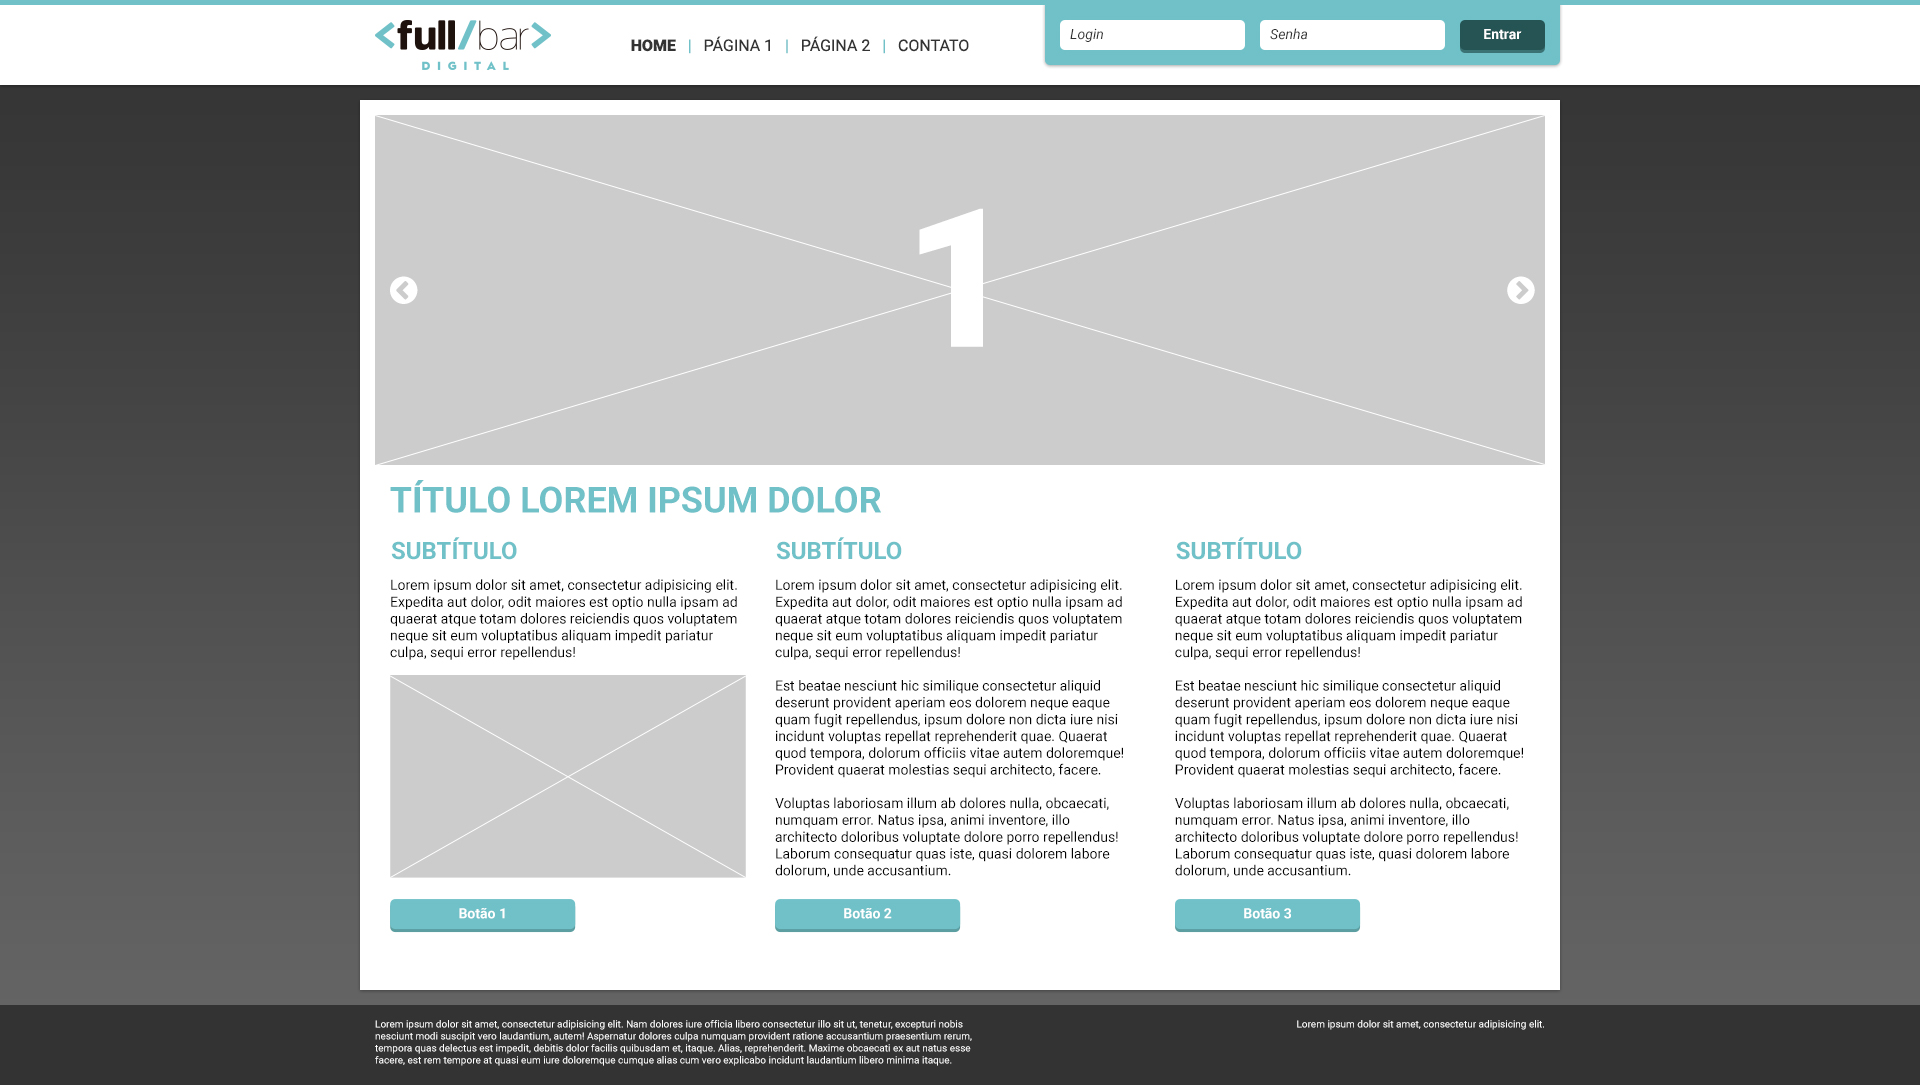 <full/bar>
DIGITAL
HOME | PÁGINA 1 | PÁGINA 2 | CONTATO
Login
Senha
Entrar
1
TÍTULO LOREM IPSUM DOLOR
SUBTÍTULO
Lorem ipsum dolor sit amet, consectetur adipisicing elit.
Expedita aut dolor, odit maiores est optio nulla ipsam ad
quaerat atque totam dolores reiciendis quos voluptatem
neque sit eum voluptatibus aliquam impedit pariatur
culpa, sequi error repellendus!
Botão 1
SUBTÍTULO
Lorem ipsum dolor sit amet, consectetur adipisicing elit.
Expedita aut dolor, odit maiores est optio nulla ipsam ad
quaerat atque totam dolores reiciendis quos voluptatem
neque sit eum voluptatibus aliquam impedit pariatur
culpa, sequi error repellendus!
Est beatae nesciunt hic similique consectetur aliquid
deserunt provident aperiam eos dolorem neque eaque
quam fugit repellendus, ipsum dolore non dicta iure nisi
incidunt voluptas repellat reprehenderit quae. Quaerat
quod tempora, dolorum officiis vitae autem doloremque!
Provident quaerat molestias sequi architecto, facere.
Voluptas laboriosam illum ab dolores nulla, obcaecati,
numquam error. Natus ipsa, animi inventore, illo
architecto doloribus voluptate dolore porro repellendus!
Laborum consequatur quas iste, quasi dolorem labore
dolorum, unde accusantium.
Botão 2
SUBTÍTULO
Lorem ipsum dolor sit amet, consectetur adipisicing elit.
Expedita aut dolor, odit maiores est optio nulla ipsam ad
quaerat atque totam dolores reiciendis quos voluptatem
neque sit eum voluptatibus aliquam impedit pariatur
culpa, sequi error repellendus!
Est beatae nesciunt hic similique consectetur aliquid
deserunt provident aperiam eos dolorem neque eaque
quam fugit repellendus, ipsum dolore non dicta iure nisi
incidunt voluptas repellat reprehenderit quae. Quaerat
quod tempora, dolorum officiis vitae autem doloremque!
Provident quaerat molestias sequi architecto, facere.
Voluptas laboriosam illum ab dolores nulla, obcaecati,
numquam error. Natus ipsa, animi inventore, illo
architecto doloribus voluptate dolore porro repellendus!
Laborum consequatur quas iste, quasi dolorem labore
dolorum, unde accusantium.
Botão 3
Lorem ipsum dolor sit amet, consectetur adipisicing elit. Nam dolores iure officia libero consectetur illo sit ut, tenetur, excepturi nobis
nesciunt modi suscipit vero laudantium, autem! Aspernatur dolores culpa numquam provident ratione accusantium praesentium rerum,
tempora quas delectus est impedit, debitis dolor facilis quibusdam et, itaque. Alias, reprehenderit. Maxime obcaecati ex aut natus esse
facere, est rem tempore at quasi eum iure doloremque cumque alias cum vero explicabo incidunt laudantium libero minima itaque.
Lorem ipsum dolor sit amet, consectetur adipisicing elit.